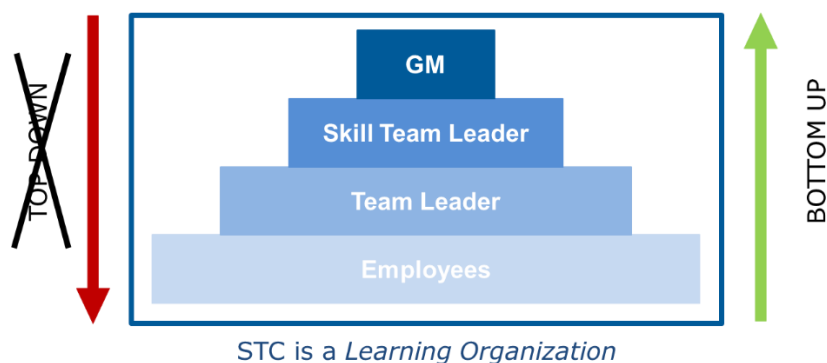 TOP DOWN
GM
Skill Team Leader
Team Leader
Employees
BOTTOM UP
STC is a Learning Organization